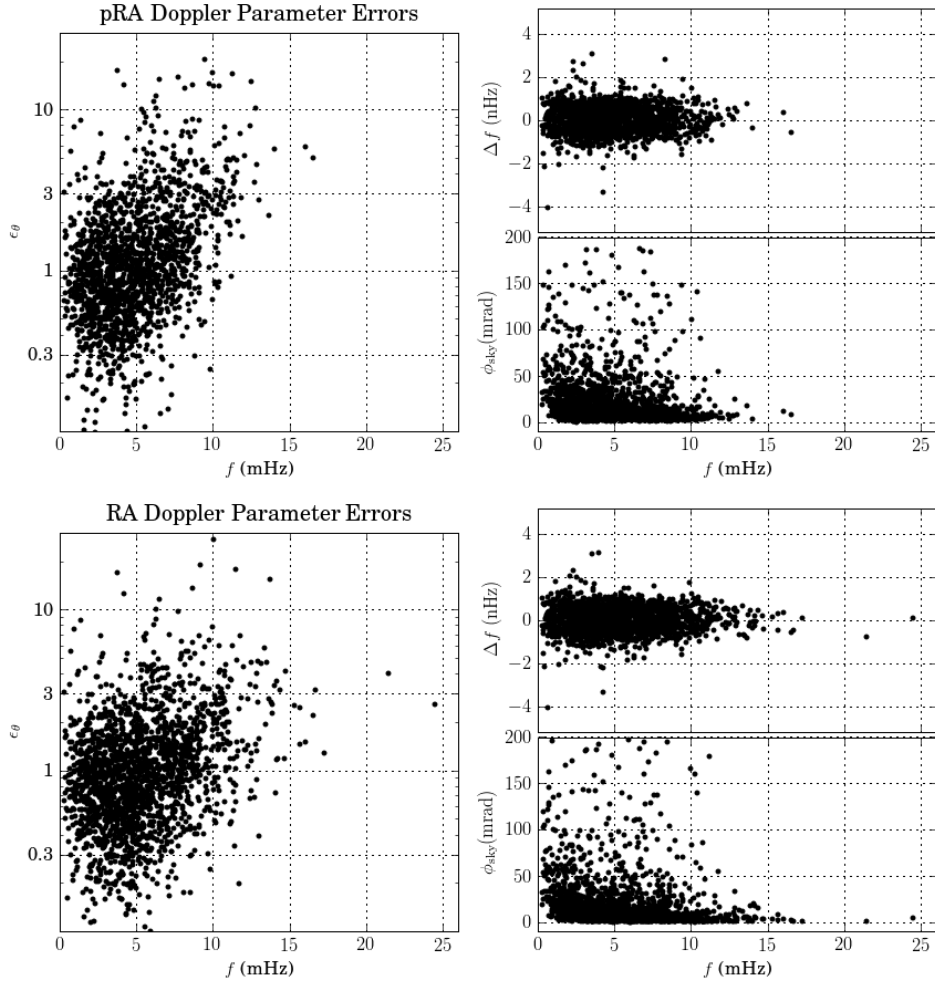 pRA Doppler Parameter Errors
10
3
1
0.3
ϵθ
0 5 10 15 20 25
f (mHz)
4
2
0
−2
−4
Δf (nHz)
200
150
100
50
0
ϕsky(mrad)
0 5 10 15 20 25
f (mHz)
RA Doppler Parameter Errors
10
3
1
0.3
ϵθ
0 5 10 15 20 25
f (mHz)
4
2
0
−2
−4
Δf (nHz)
200
150
100
50
0
ϕsky(mrad)
0 5 10 15 20 25
f (mHz)